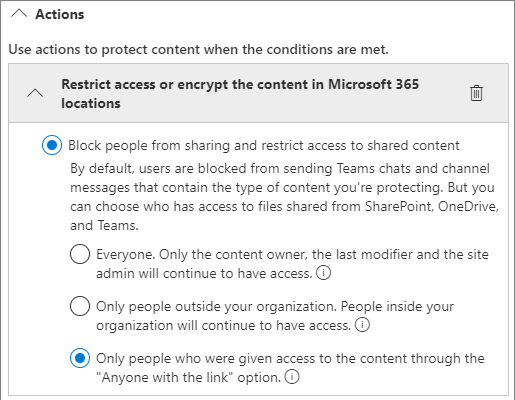 Actions
Use actions to protect content when the conditions are met.
Restrict access or encrypt the content in Microsoft 365
locations
Block people from sharing and restrict access to shared content
By default, users are blocked from sending Teams chats and channel
messages that contain the type of content you're protecting. But you
can choose who has access to files shared from SharePoint, OneDrive,
and Teams.
Everyone. Only the content owner, the last modifier and the site
admin will continue to have access.
Only people outside your organization. People inside your
organization will continue to have access.
Only people who were given access to the content through the
"Anyone with the link" option.